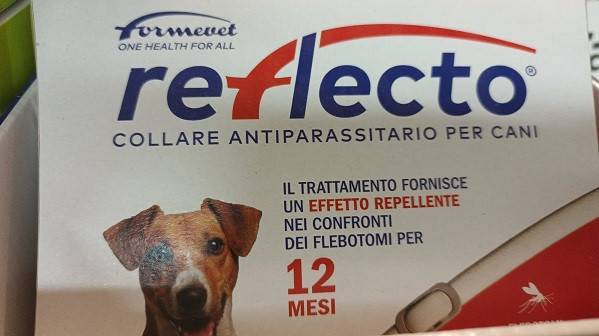 Formevet
ONE HEALTH FOR ALL
reflecto®
COLLARE ANTIPARASSITARIO PER CANI
IL TRATTAMENTO FORNISCE
UN EFFETTO REPELLENTE
NEI CONFRONTI
DEI FLEBOTOMI PER
12
MESI